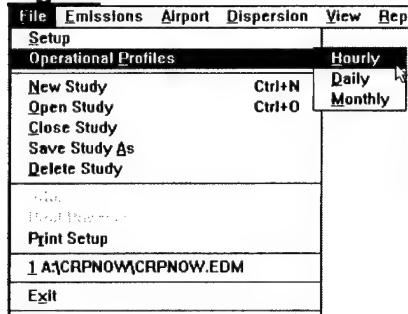 File Emissions Airport Dispersion View Rep
Setup
Operational Profiles
Hourly
Daily
Monthly
New Study Ctrl+N
Open Study Ctrl+O
Close Study
Save Study As
Delete Study
Print Setup
1 A:\CRPNOW\CRPNOW.EDM
Exit